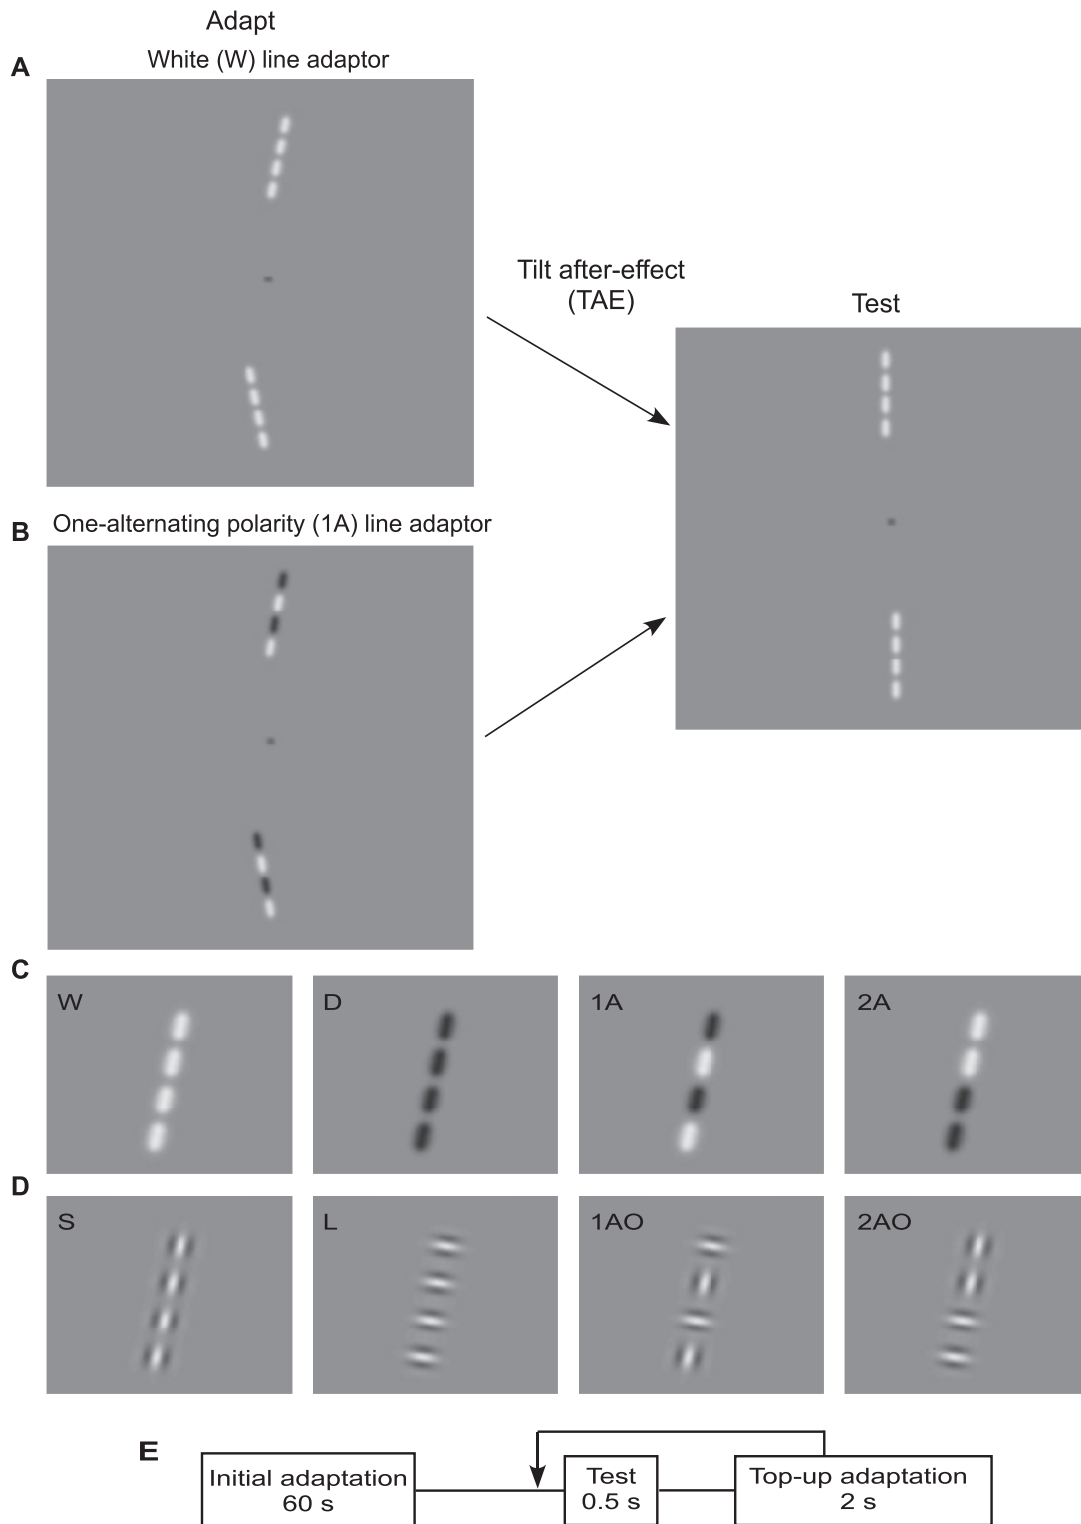 Adapt
A
White (W) line adaptor
Tilt after-effect
(TAE)
Test
B
One-alternating polarity (1A) line adaptor
C
W
D
1A
2A
D
S
L
1AO
2AO
E
Initial adaptation
60 s
Test
0.5 s
Top-up adaptation
2 s